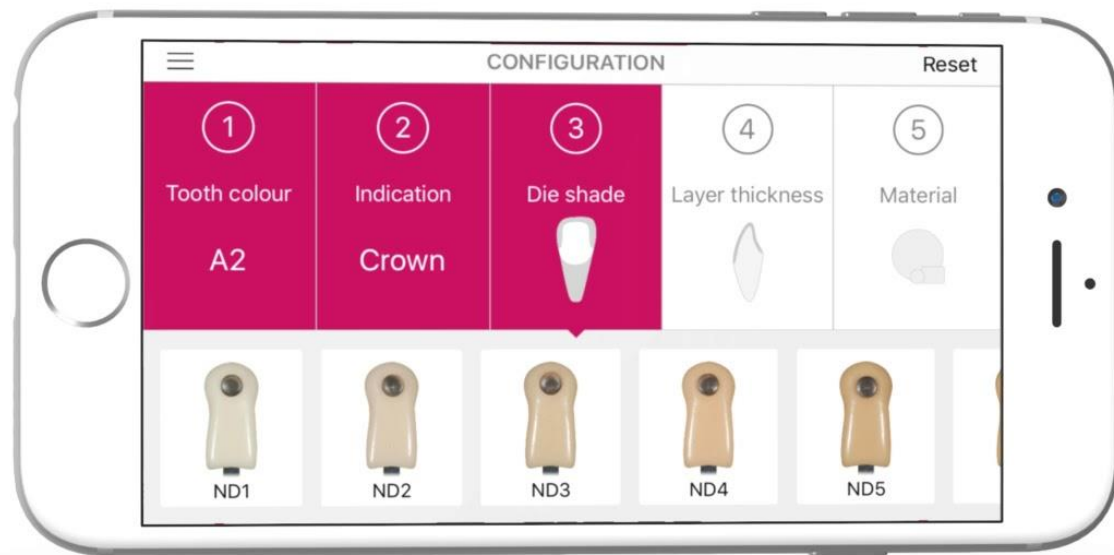 CONFIGURATION
Reset
1
2
3
4
5
Tooth colour
Indication
Die shade
Layer thickness
Material
A2
Crown
ND1
ND2
ND3
ND4
ND5